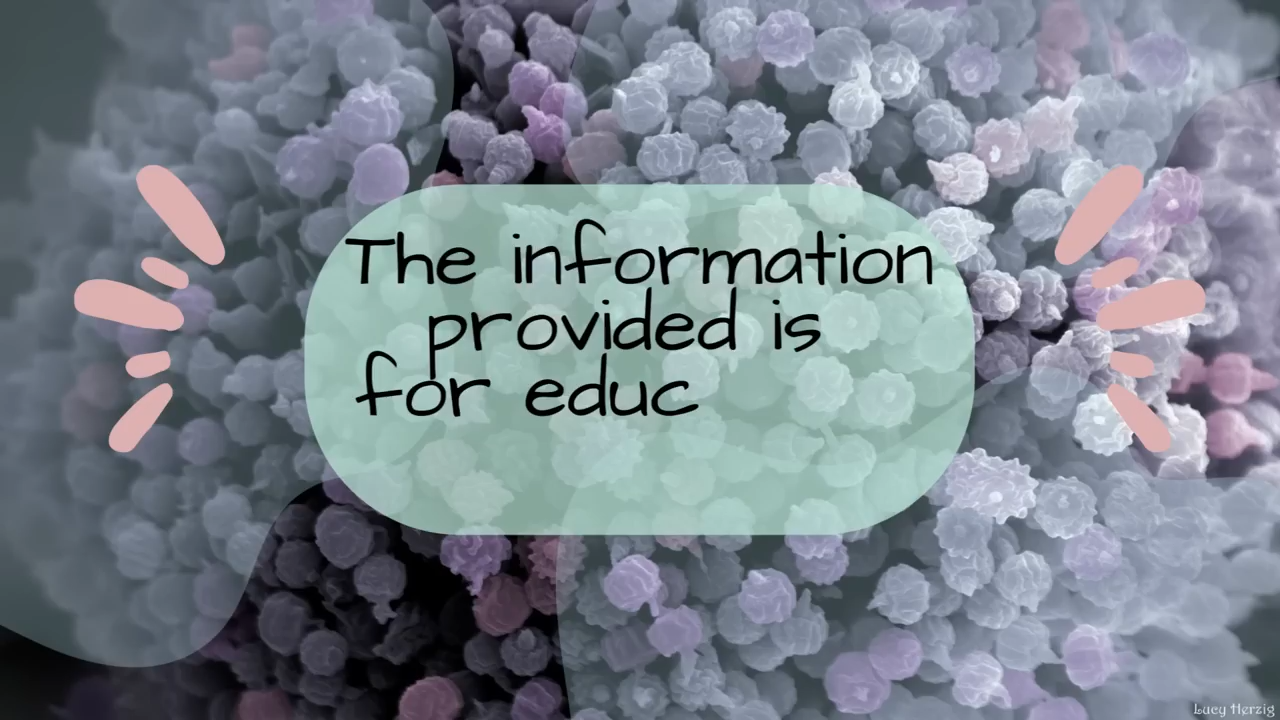 The information
provided is
for educ
Lucy Herzig